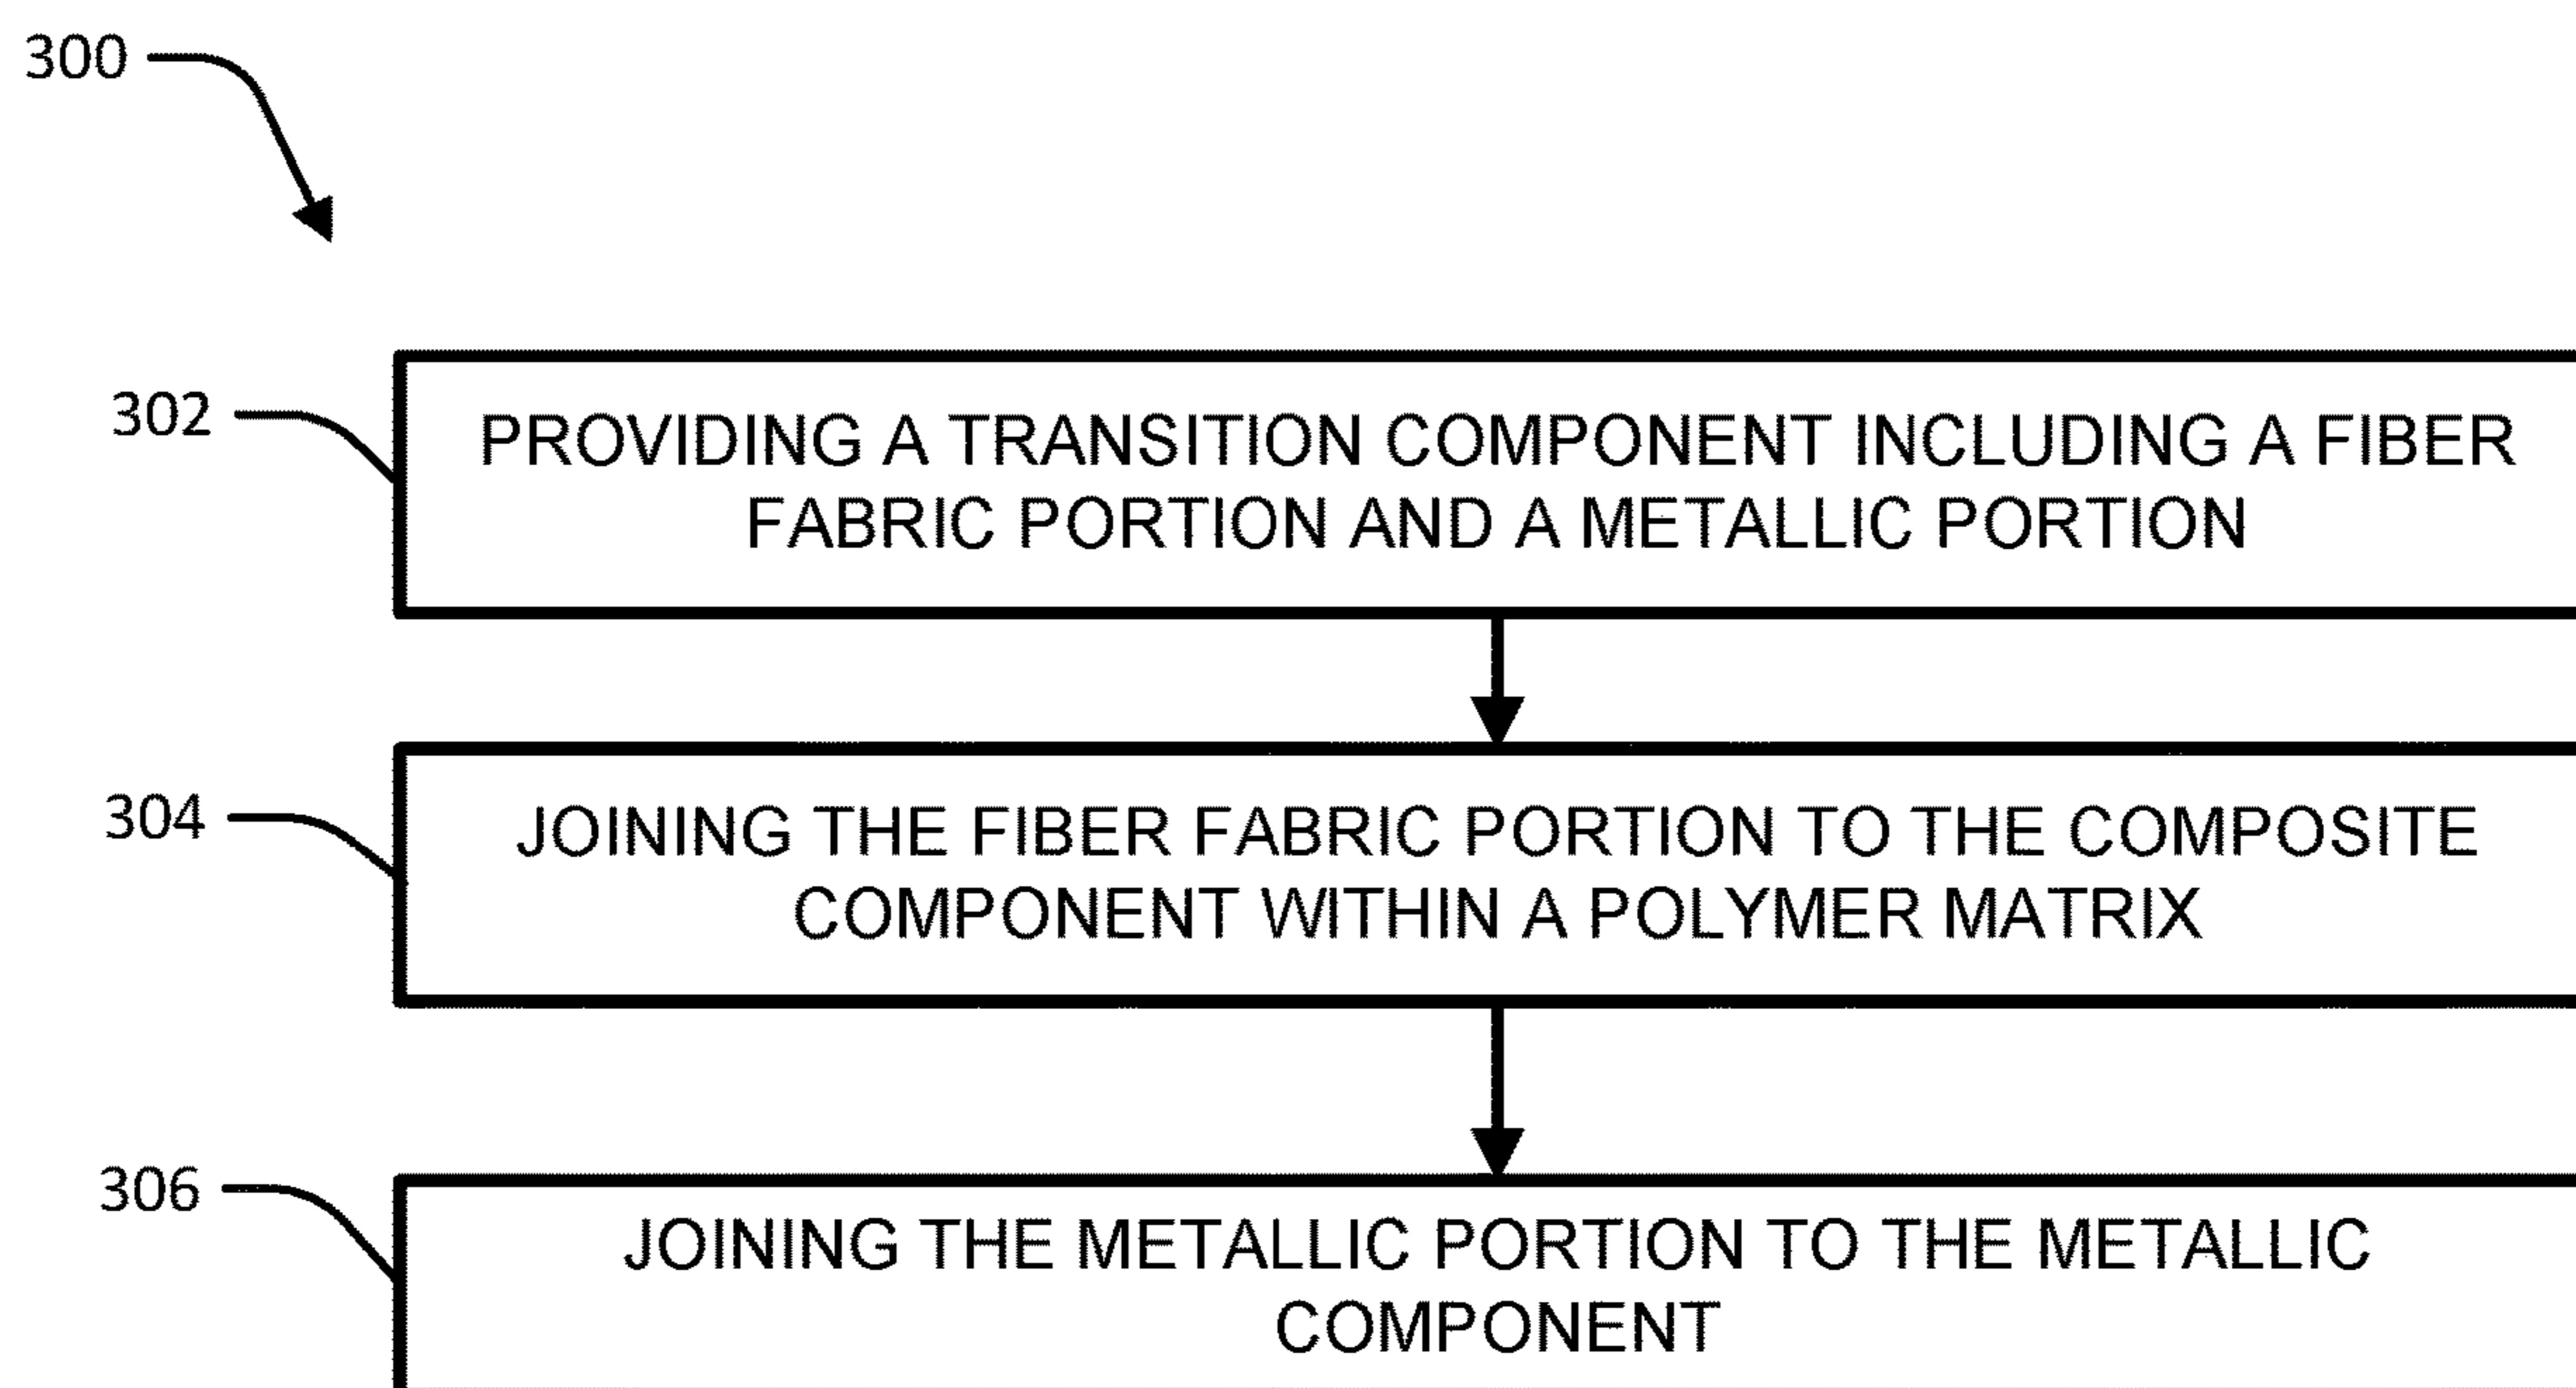 300
302
PROVIDING A TRANSITION COMPONENT INCLUDING A FIBER
FABRIC PORTION AND A METALLIC PORTION
304
JOINING THE FIBER FABRIC PORTION TO THE COMPOSITE
COMPONENT WITHIN A POLYMER MATRIX
306
JOINING THE METALLIC PORTION TO THE METALLIC
COMPONENT